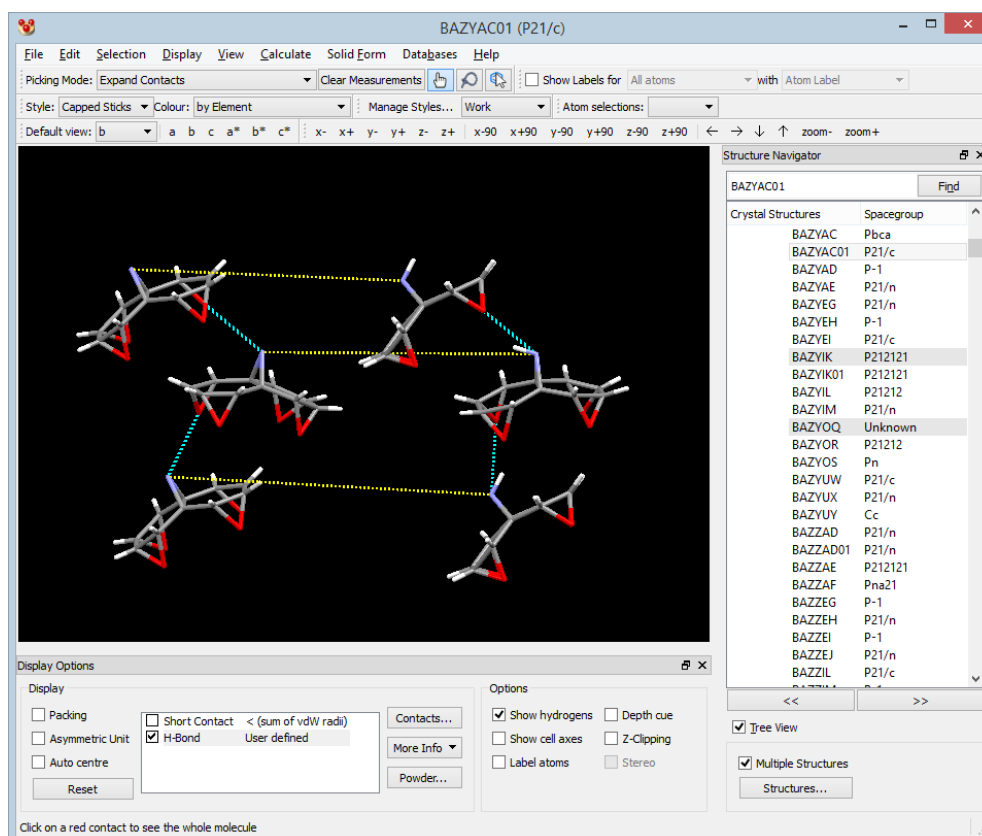 BAZYAC01 (P21/c)
File Edit Selection Display View Calculate Solid Form Databases Help
Picking Mode: Expand Contacts Clear Measurements Show Labels for All atoms with Atom Label
Style: Capped Sticks Colour: by Element Manage Styles... Work Atom selections:
Default view: b a b c a* b* c* x- x+ y- y+ z- z+ x-90 x+90 y-90 y+90 z-90 z+90 ← → ↓ ↑ zoom- zoom+
Structure Navigator
BAZYAC01 Find
Crystal Structures Spacegroup
BAZYAC Pbca
BAZYAC01 P21/c
BAZYAD P-1
BAZYAE P21/n
BAZYEG P21/n
BAZYEH P-1
BAZYEI P21/c
BAZYIK P212121
BAZYIK01 P212121
BAZYIL P21212
BAZYIM P21/n
BAZYOQ Unknown
BAZYOR P21212
BAZYOS Pn
BAZYUW P21/c
BAZYUX P21/n
BAZYUY Cc
BAZZAD P21/n
BAZZAD01 P21/n
BAZZAE P212121
BAZZAF Pna21
BAZZEG P-1
BAZZEH P21/n
BAZZEI P-1
BAZZEJ P21/n
BAZZIL P21/c
<< >>
Tree View
Multiple Structures
Structures...
Display Options
Display
Packing
Asymmetric Unit
Auto centre
Reset
Short Contact < (sum of vdW radii)
H-Bond User defined
Contacts...
More Info
Powder...
Options
Show hydrogens Depth cue
Show cell axes Z-Clipping
Label atoms Stereo
Click on a red contact to see the whole molecule